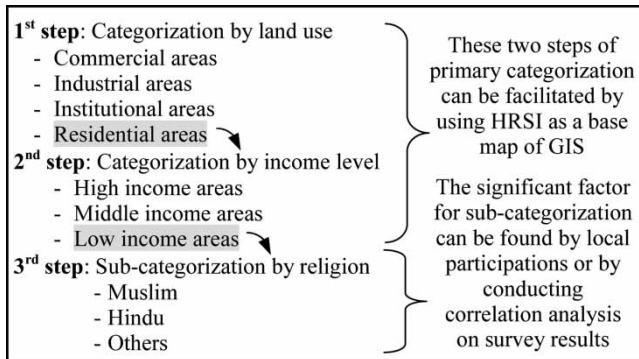 1st step: Categorization by land use
- Commercial areas
- Industrial areas
- Institutional areas
- Residential areas
2nd step: Categorization by income level
- High income areas
- Middle income areas
- Low income areas
3rd step: Sub-categorization by religion
- Muslim
- Hindu
- Others
These two steps of
primary categorization
can be facilitated by
using HRSI as a base
map of GIS
The significant factor
for sub-categorization
can be found by local
participations or by
conducting
correlation analysis
on survey results